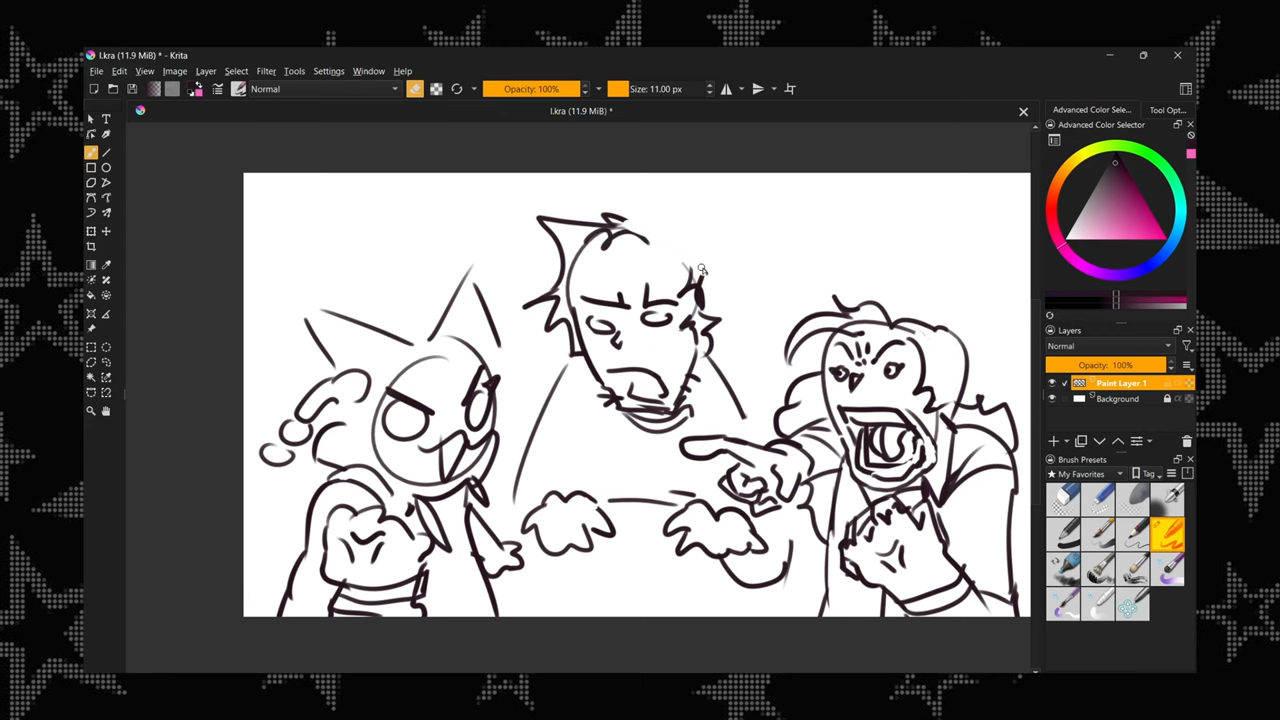 l.kra (11.9 MiB) * - Krita
File Edit View Image Layer Select Filter Tools Settings Window Help
Normal
Opacity: 100%
Size: 11.00 px
l.kra (11.9 MiB) *
Advanced Color Sele...
Tool Opt...
Advanced Color Selector
Layers
Normal
Opacity: 100%
Paint Layer 1
Background
Brush Presets
My Favorites
Tag